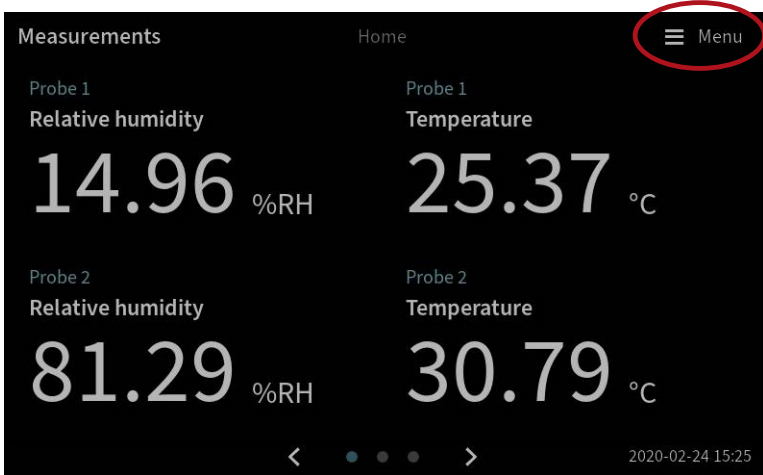 Measurements Home Menu
Probe 1 Probe 1
Relative humidity Temperature
14.96 %RH 25.37 °C
Probe 2 Probe 2
Relative humidity Temperature
81.29 %RH 30.79 °C
2020-02-24 15:25